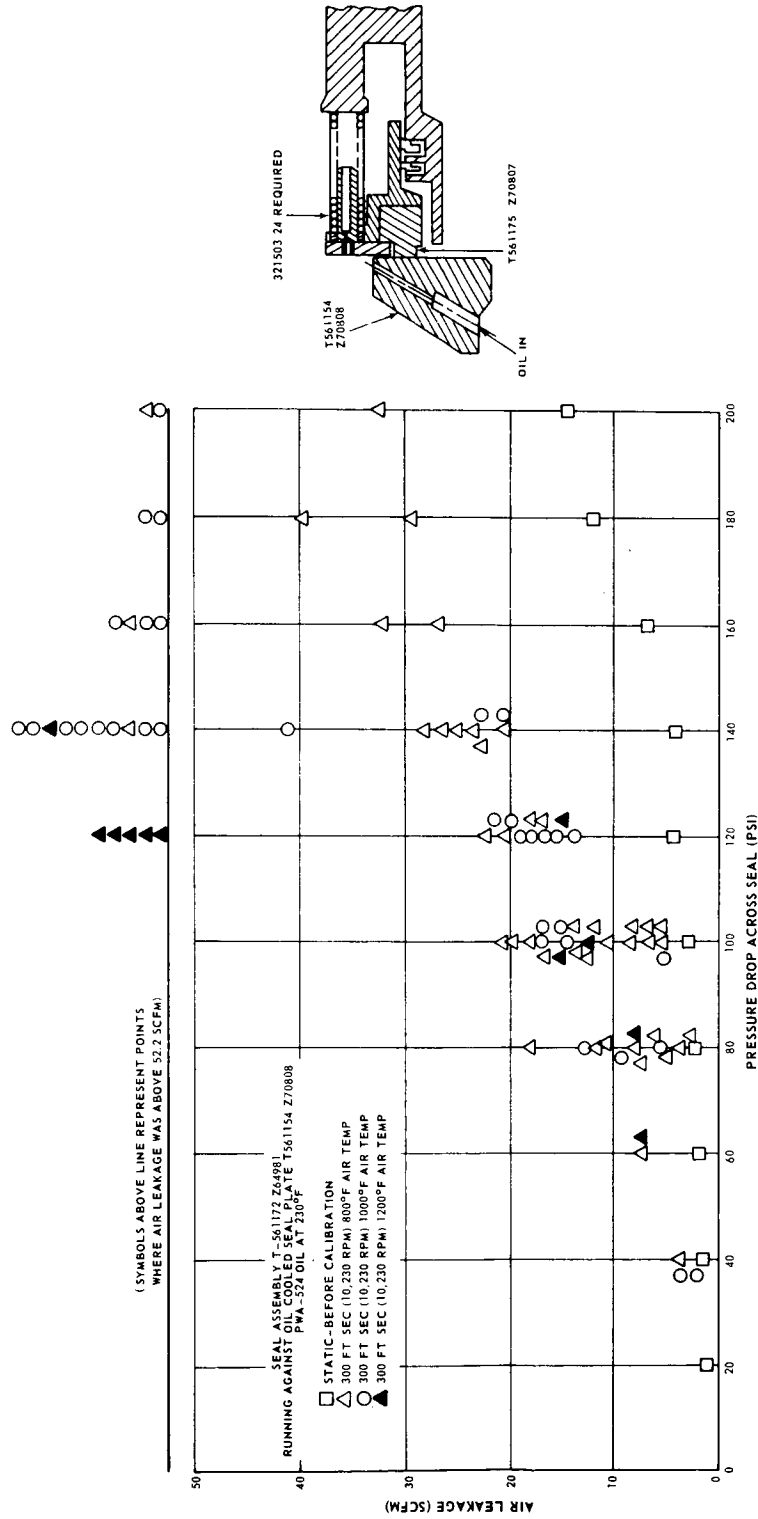 (SYMBOLS ABOVE LINE REPRESENT POINTS
WHERE AIR LEAKAGE WAS ABOVE 52.2 SCFM)
SEAL ASSEMBLY T-561172 Z64981
RUNNING AGAINST OIL COOLED SEAL PLATE T561154 Z70808
PWA-524 OIL AT 230°F
STATIC-BEFORE CALIBRATION
300 FT SEC (10,230 RPM) 800°F AIR TEMP
300 FT SEC (10,230 RPM) 1000°F AIR TEMP
300 FT SEC (10,230 RPM) 1200°F AIR TEMP
AIR LEAKAGE (SCFM)
50
40
30
20
10
0
0
20
40
60
80
100
120
140
160
180
200
PRESSURE DROP ACROSS SEAL (PSI)
321503 24 REQUIRED
T561154
Z70808
OIL IN
T561175 Z70807